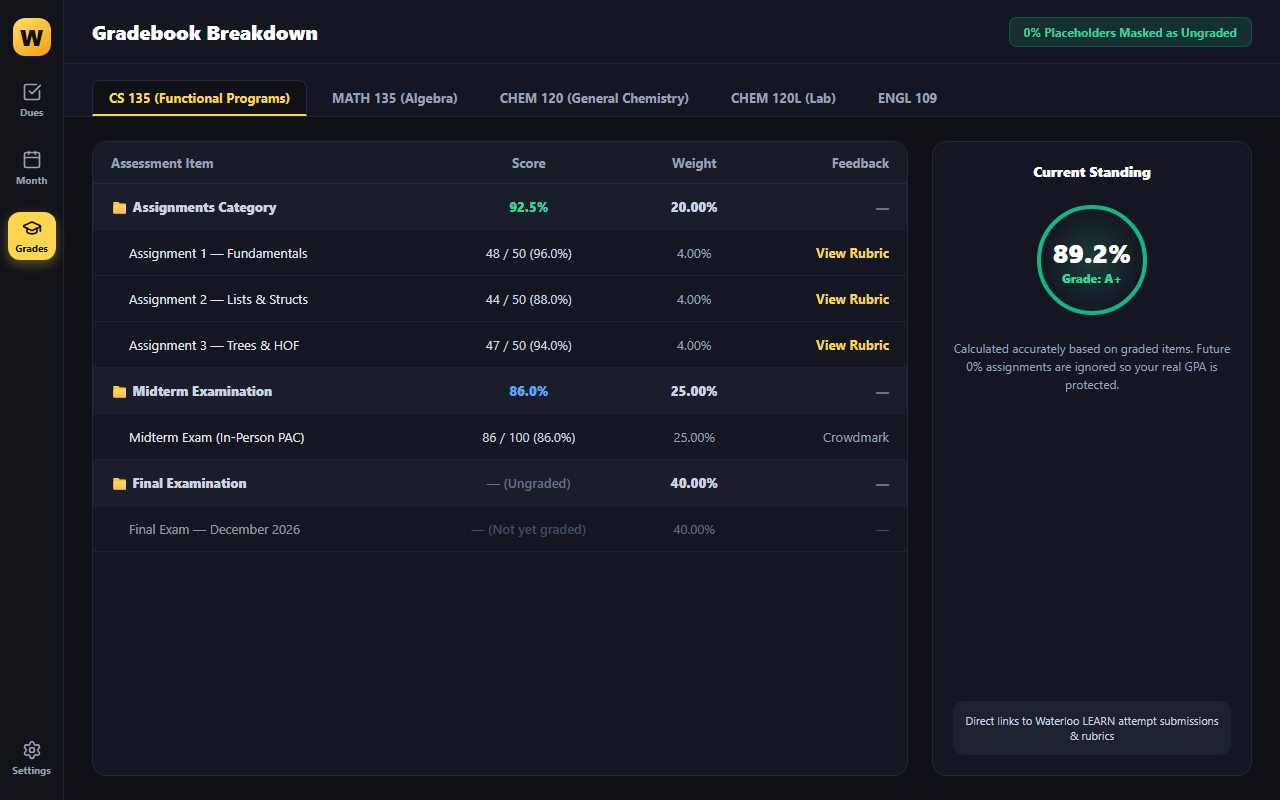 W
Gradebook Breakdown
0% Placeholders Masked as Ungraded
Dues
Month
Grades
Settings
CS 135 (Functional Programs) MATH 135 (Algebra) CHEM 120 (General Chemistry) CHEM 120L (Lab) ENGL 109
Assessment Item Score Weight Feedback
Assignments Category 92.5% 20.00% —
Assignment 1 — Fundamentals 48 / 50 (96.0%) 4.00% View Rubric
Assignment 2 — Lists & Structs 44 / 50 (88.0%) 4.00% View Rubric
Assignment 3 — Trees & HOF 47 / 50 (94.0%) 4.00% View Rubric
Midterm Examination 86.0% 25.00% —
Midterm Exam (In-Person PAC) 86 / 100 (86.0%) 25.00% Crowdmark
Final Examination — (Ungraded) 40.00% —
Final Exam — December 2026 — (Not yet graded) 40.00% —
Current Standing
89.2%
Grade: A+
Calculated accurately based on graded items. Future
0% assignments are ignored so your real GPA is
protected.
Direct links to Waterloo LEARN attempt submissions
& rubrics